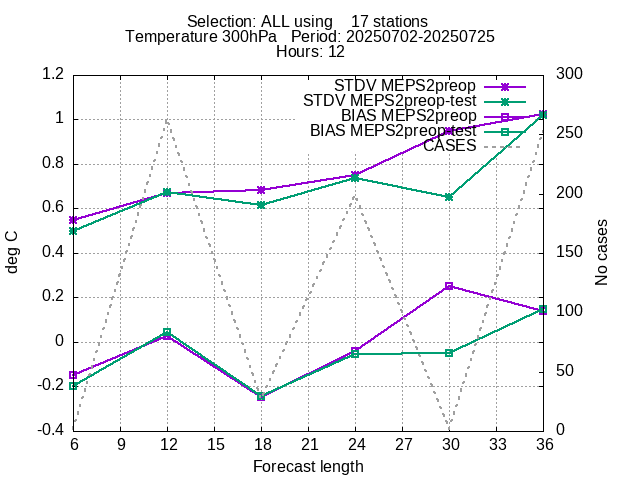 Selection: ALL using 17 stations
Temperature 300hPa Period: 20250702-20250725
Hours: 12
STDV MEPS2preop
STDV MEPS2preop-test
BIAS MEPS2preop
BIAS MEPS2preop-test
CASES
1.2
1
0.8
0.6
0.4
0.2
0
-0.2
-0.4
deg C
300
250
200
150
100
50
0
No cases
6 9 12 15 18 21 24 27 30 33 36
Forecast length